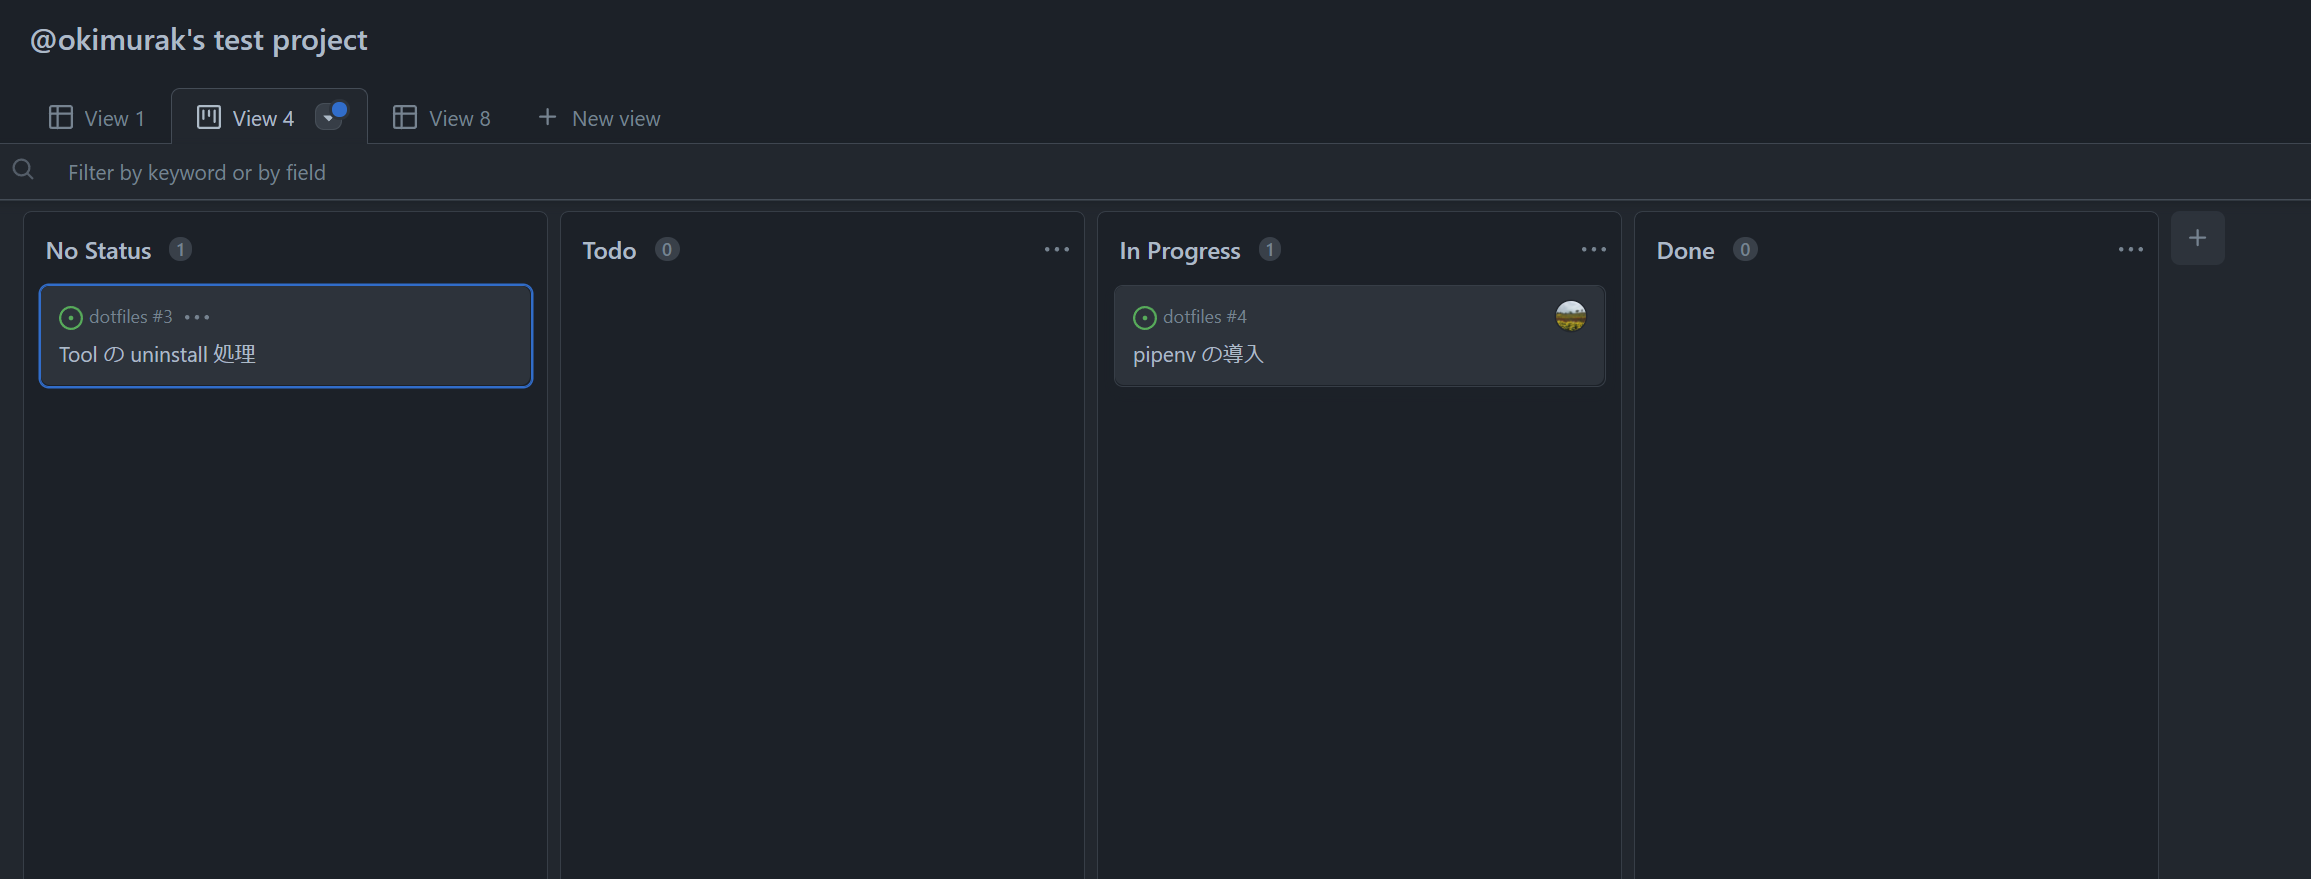 @okimurak's test project
View 1
View 4
View 8
New view
Filter by keyword or by field
No Status 1
dotfiles #3
Tool の uninstall 処理
Todo 0
In Progress 1
dotfiles #4
pipenv の導入
Done 0